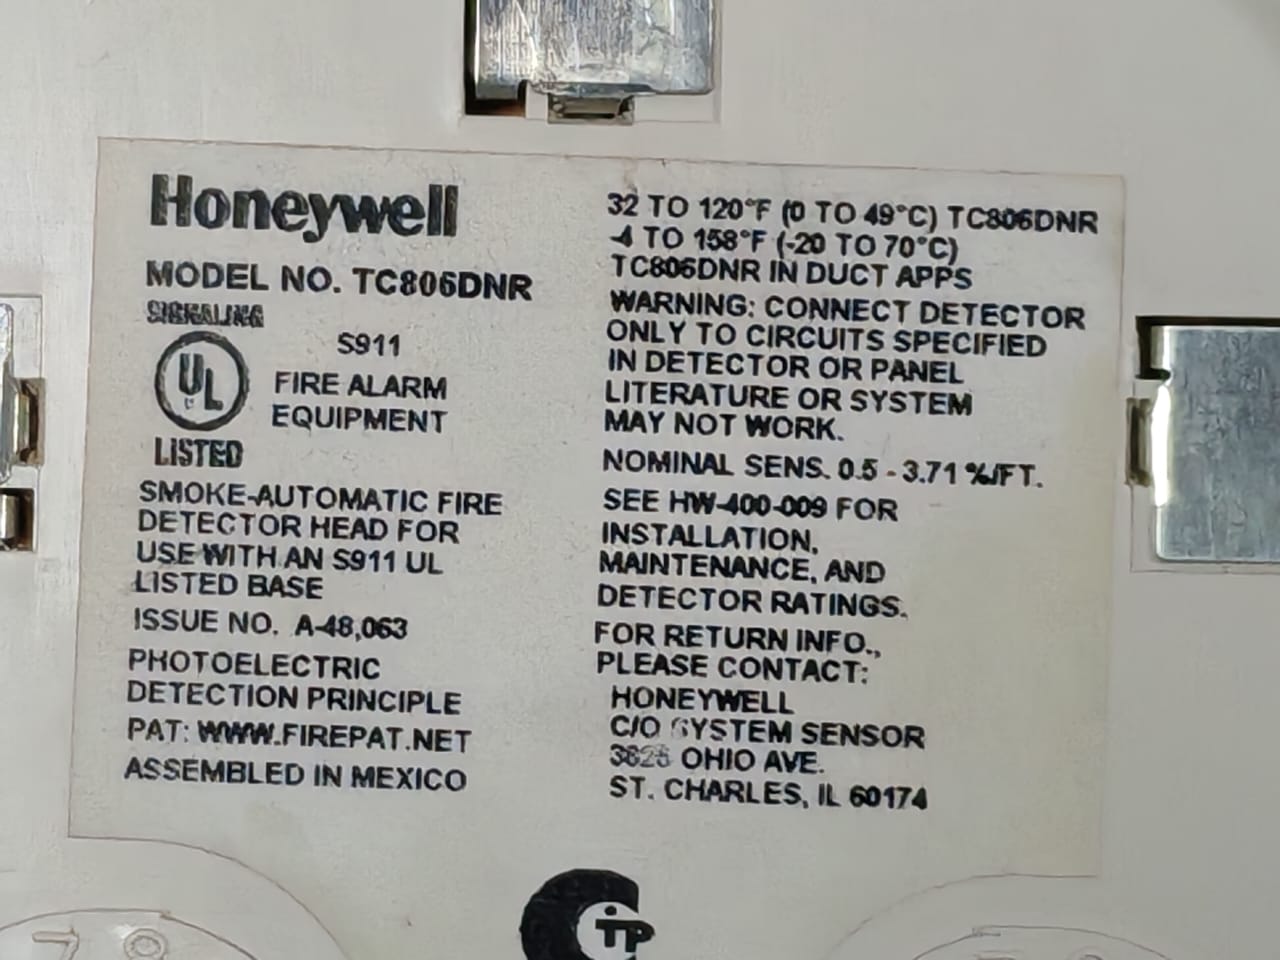 Honeywell
MODEL NO. TC806DNR
SIGNALING
UL
S911
FIRE ALARM
EQUIPMENT
LISTED
SMOKE-AUTOMATIC FIRE
DETECTOR HEAD FOR
USE WITH AN S911 UL
LISTED BASE
ISSUE NO. A-48,063
PHOTOELECTRIC
DETECTION PRINCIPLE
PAT: WWW.FIREPAT.NET
ASSEMBLED IN MEXICO
32 TO 120°F (0 TO 49°C) TC806DNR
-4 TO 158°F (-20 TO 70°C)
TC806DNR IN DUCT APPS
WARNING: CONNECT DETECTOR
ONLY TO CIRCUITS SPECIFIED
IN DETECTOR OR PANEL
LITERATURE OR SYSTEM
MAY NOT WORK.
NOMINAL SENS. 0.5 - 3.71 %/FT.
SEE HW-400-009 FOR
INSTALLATION,
MAINTENANCE, AND
DETECTOR RATINGS.
FOR RETURN INFO.,
PLEASE CONTACT:
HONEYWELL
C/O SYSTEM SENSOR
OHIO AVE.
ST. CHARLES, IL 60174